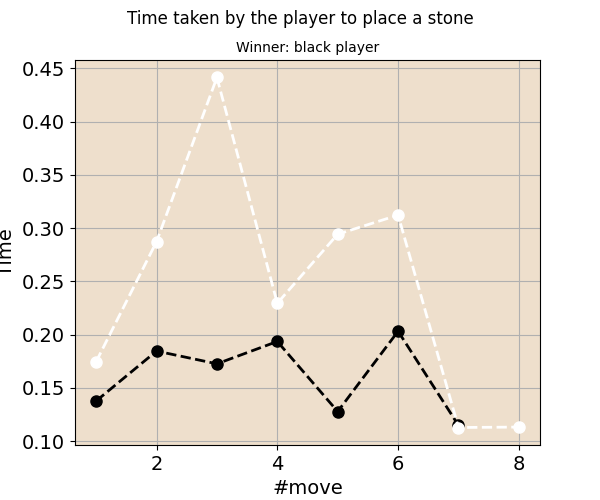 Time taken by the player to place a stone
Winner: black player
0.45
0.40
0.35
0.30
0.25
0.20
0.15
0.10
Time
2 4 6 8
#move